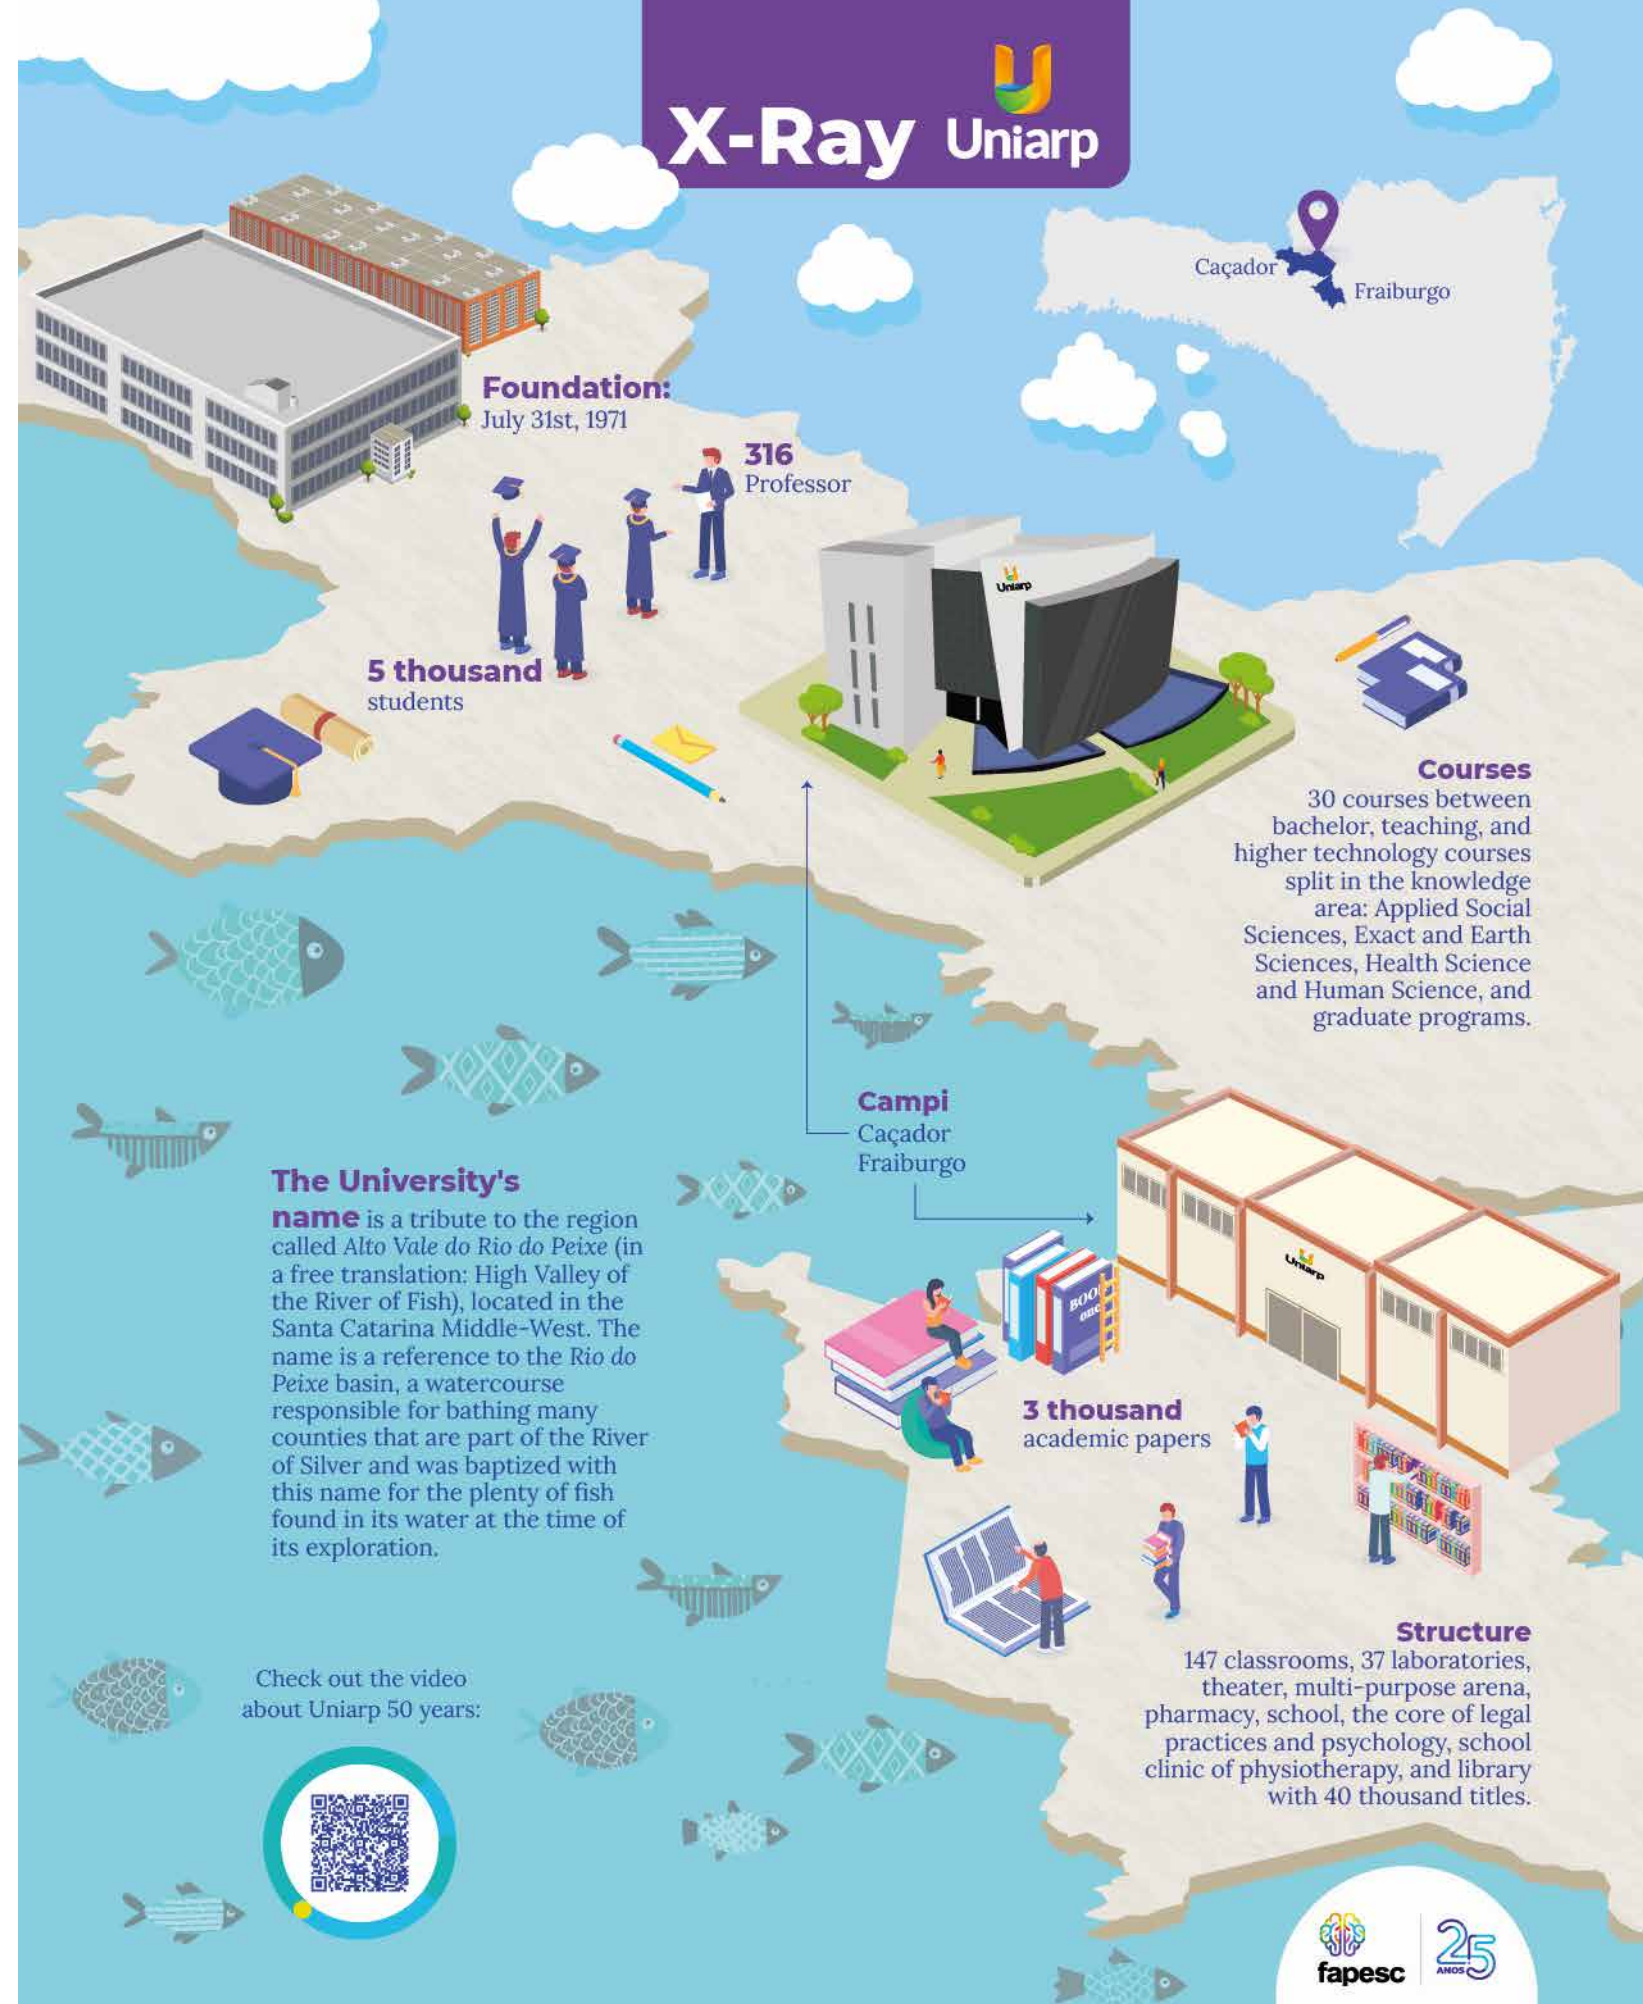 X-Ray Uniarp
Caçador
Fraiburgo
Foundation:
July 31st, 1971
316
Professor
5 thousand
students
Uniarp
Courses
30 courses between
bachelor, teaching, and
higher technology courses
split in the knowledge
area: Applied Social
Sciences, Exact and Earth
Sciences, Health Science
and Human Science, and
graduate programs.
Campi
Caçador
Fraiburgo
The University's
name is a tribute to the region
called Alto Vale do Rio do Peixe (in
a free translation: High Valley of
the River of Fish), located in the
Santa Catarina Middle-West. The
name is a reference to the Rio do
Peixe basin, a watercourse
responsible for bathing many
counties that are part of the River
of Silver and was baptized with
this name for the plenty of fish
found in its water at the time of
its exploration.
Uniarp
BOO
one
3 thousand
academic papers
Structure
147 classrooms, 37 laboratories,
theater, multi-purpose arena,
pharmacy, school, the core of legal
practices and psychology, school
clinic of physiotherapy, and library
with 40 thousand titles.
Check out the video
about Uniarp 50 years:
fapesc
25
ANOS